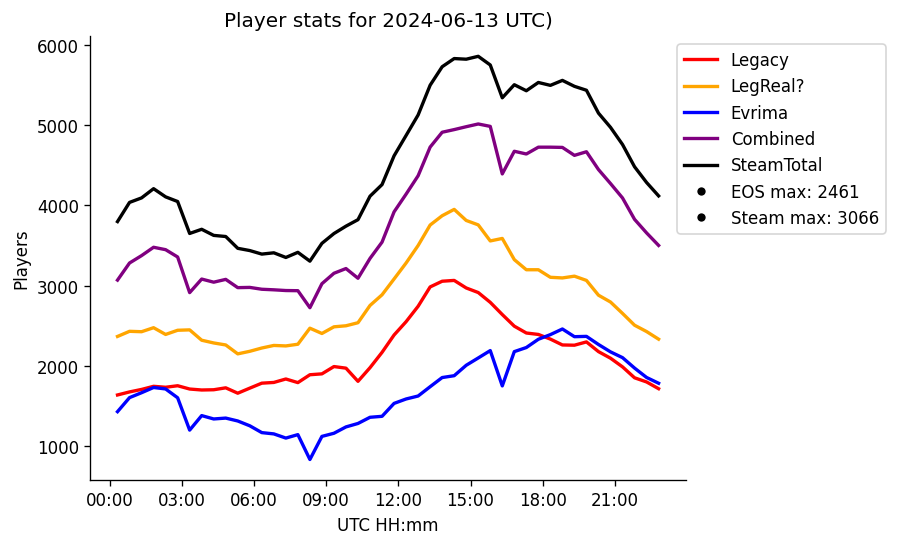 Player stats for 2024-06-13 UTC)
6000
5000
4000
3000
2000
1000
Players
00:00 03:00 06:00 09:00 12:00 15:00 18:00 21:00
UTC HH:mm
Legacy
LegReal?
Evrima
Combined
SteamTotal
EOS max: 2461
Steam max: 3066